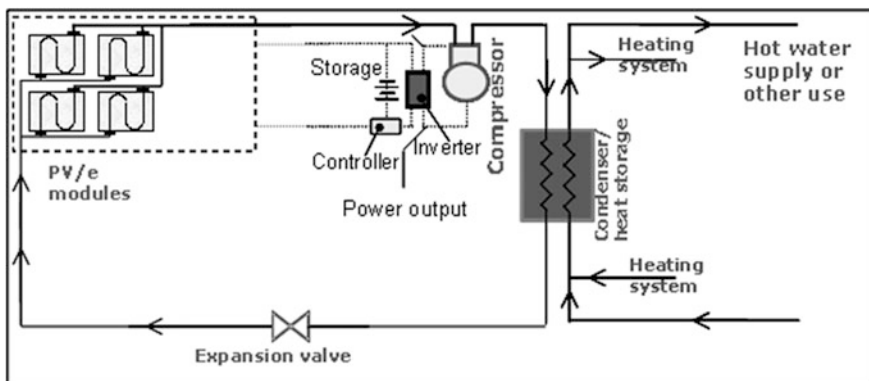 Storage
Controller
Inverter
Power output
Compressor
PV/e
modules
Expansion valve
Condenser/
heat storage
Heating
system
Hot water
supply or
other use
Heating
system